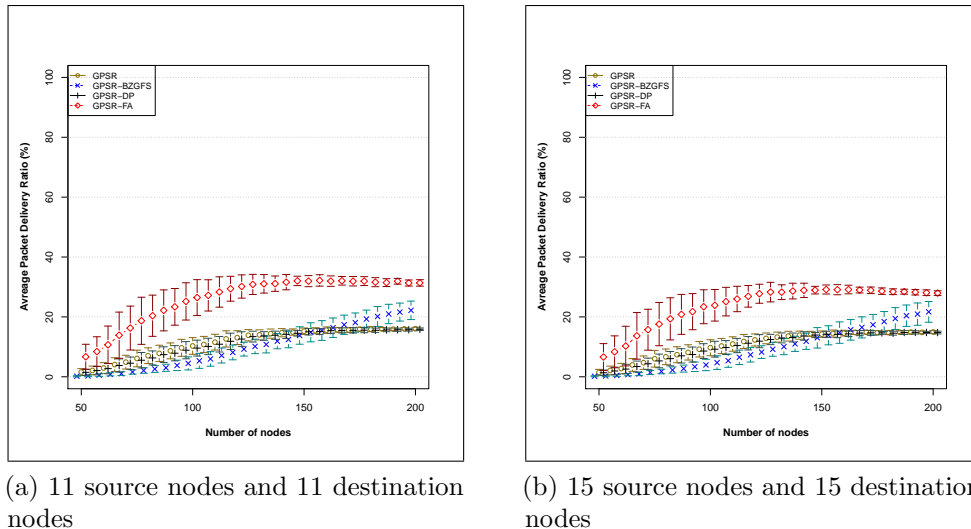 100
80
60
40
20
0
Avreage Packet Delivery Ratio (%)
GPSR
GPSR−BZGFS
GPSR−DP
GPSR−FA
50 100 150 200
Number of nodes
(a) 11 source nodes and 11 destination
nodes
100
80
60
40
20
0
Avreage Packet Delivery Ratio (%)
GPSR
GPSR−BZGFS
GPSR−DP
GPSR−FA
50 100 150 200
Number of nodes
(b) 15 source nodes and 15 destination
nodes